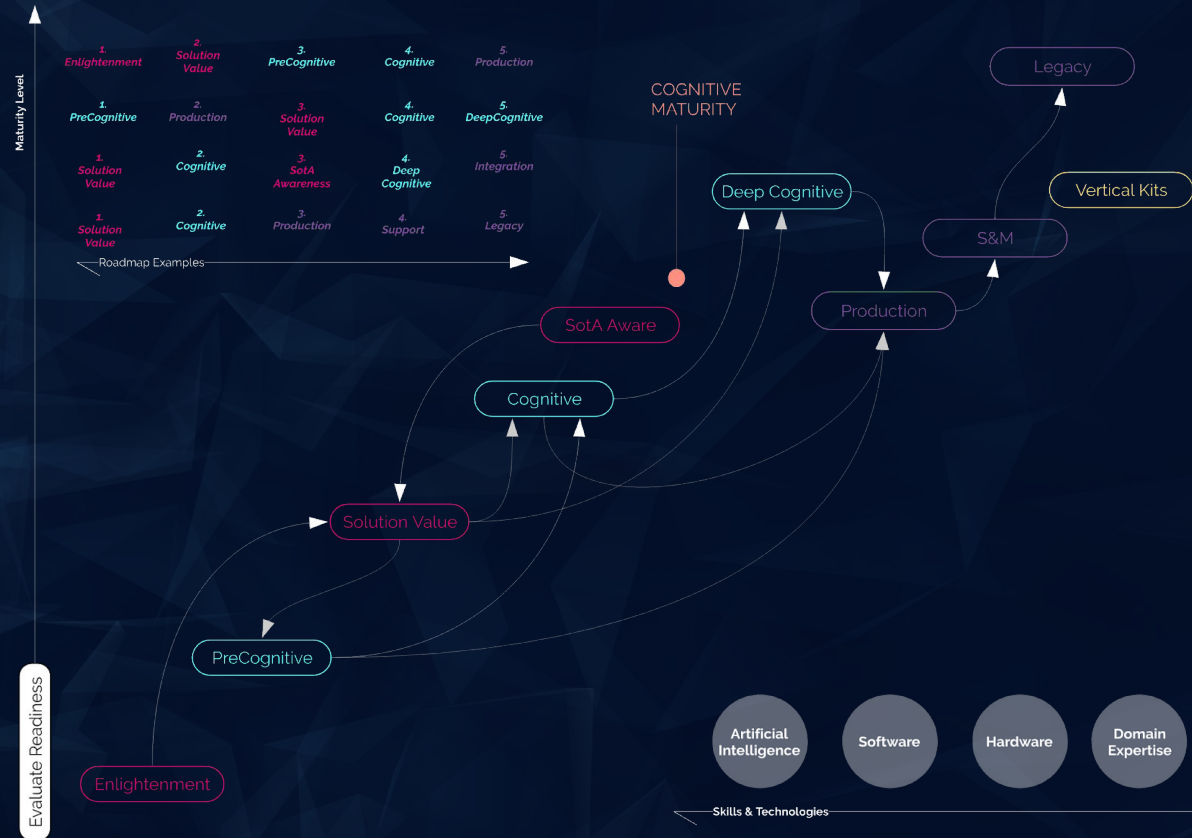 Maturity Level
Evaluate Readiness
1.
Enlightenment
2.
Solution
Value
3.
PreCognitive
4.
Cognitive
5.
Production
1.
PreCognitive
2.
Production
3.
Solution
Value
4.
Cognitive
5.
DeepCognitive
1.
Solution
Value
2.
Cognitive
3.
SotA
Awareness
4.
Deep
Cognitive
5.
Integration
1.
Solution
Value
2.
Cognitive
3.
Production
4.
Support
5.
Legacy
Roadmap Examples
COGNITIVE
MATURITY
Legacy
Vertical Kits
Deep Cognitive
S&M
Production
SotA Aware
Cognitive
Solution Value
PreCognitive
Enlightenment
Artificial
Intelligence
Software
Hardware
Domain
Expertise
Skills & Technologies